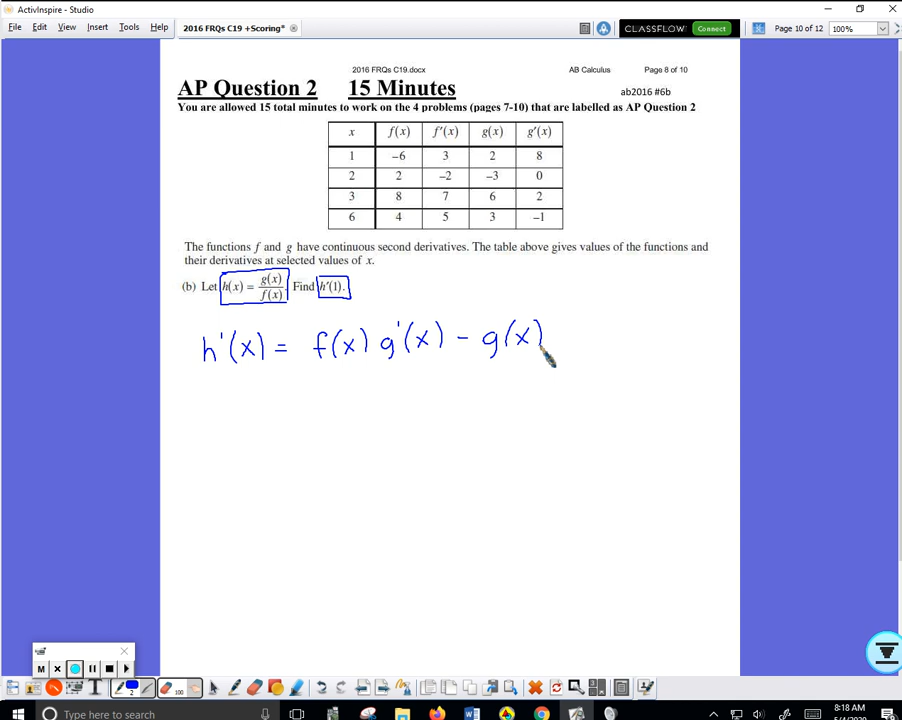 ActivInspire - Studio
File Edit View Insert Tools Help 2016 FRQs C19 +Scoring* CLASSFLOW Connect Page 10 of 12 100%
2016 FRQs C19.docx AB Calculus Page 8 of 10
AP Question 2 15 Minutes ab2016 #6b
You are allowed 15 total minutes to work on the 4 problems (pages 7-10) that are labelled as AP Question 2
x f(x) f′(x) g(x) g′(x)
1 –6 3 2 8
2 2 –2 –3 0
3 8 7 6 2
6 4 5 3 –1
The functions f and g have continuous second derivatives. The table above gives values of the functions and
their derivatives at selected values of x.
(b) Let h(x) = g(x)/f(x). Find h′(1).
h'(x) = f(x) g'(x) − g(x)
M
T 2 100
Type here to search
8:18 AM
5/4/2020